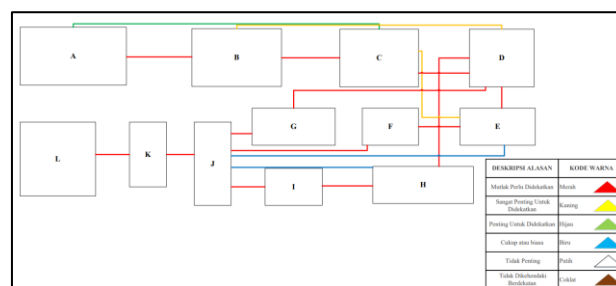 A
B
C
D
G
F
E
L
K
J
I
H
DESKRIPSI ALASAN
KODE WARNA
Mutlak Perlu Didekatkan
Merah
Sangat Penting Untuk
Didekatkan
Kuning
Penting Untuk Didekatkan
Hijau
Cukup atau biasa
Biru
Tidak Penting
Putih
Tidak Dikehendaki
Berdekatan
Coklat